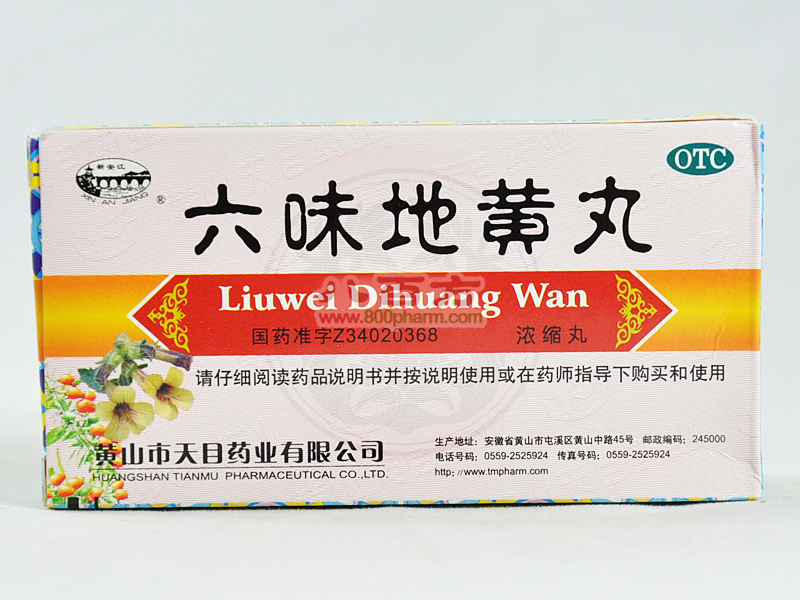 新安江
XIN AN JIANG
®
OTC
六味地黄丸
Liuwei Dihuang Wan
八百方
www.800pharm.com
国药准字Z34020368 浓缩丸
请仔细阅读药品说明书并按说明使用或在药师指导下购买和使用
黄山市天目药业有限公司
HUANGSHAN TIANMU PHARMACEUTICAL CO.,LTD.
生产地址：安徽省黄山市屯溪区黄山中路45号 邮政编码：245000
电话号码：0559-2525924 传真号码：0559-2525924
http：//www.tmpharm.com